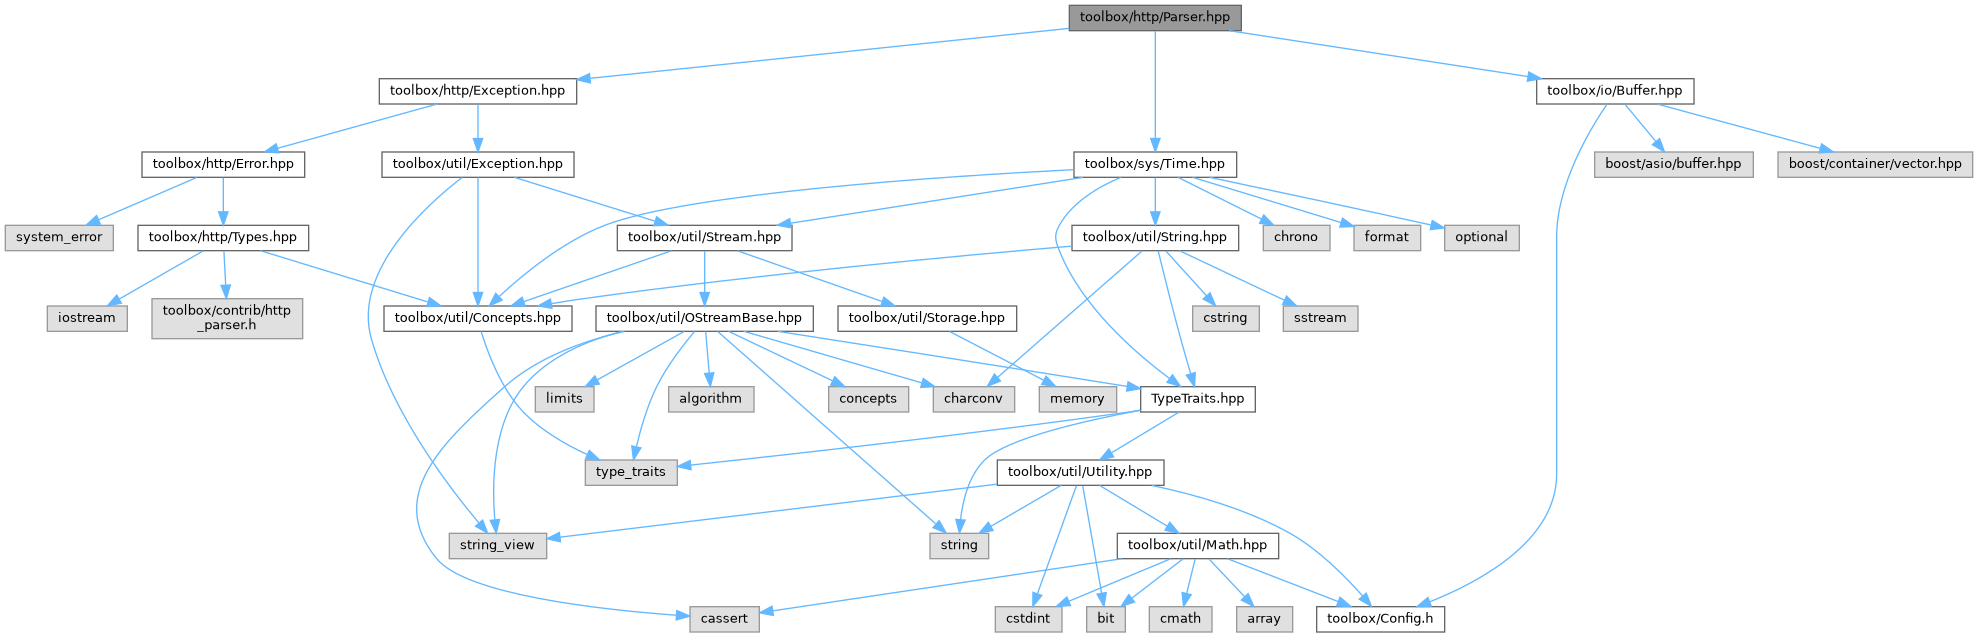 toolbox/http/Parser.hpp
toolbox/http/Exception.hpp
toolbox/io/Buffer.hpp
toolbox/http/Error.hpp
toolbox/util/Exception.hpp
toolbox/sys/Time.hpp
boost/asio/buffer.hpp
boost/container/vector.hpp
system_error
toolbox/http/Types.hpp
toolbox/util/Stream.hpp
toolbox/util/String.hpp
chrono
format
optional
iostream
toolbox/contrib/http
_parser.h
toolbox/util/Concepts.hpp
toolbox/util/OStreamBase.hpp
toolbox/util/Storage.hpp
cstring
sstream
limits
algorithm
concepts
charconv
memory
TypeTraits.hpp
type_traits
toolbox/util/Utility.hpp
string_view
string
toolbox/util/Math.hpp
cassert
cstdint
bit
cmath
array
toolbox/Config.h